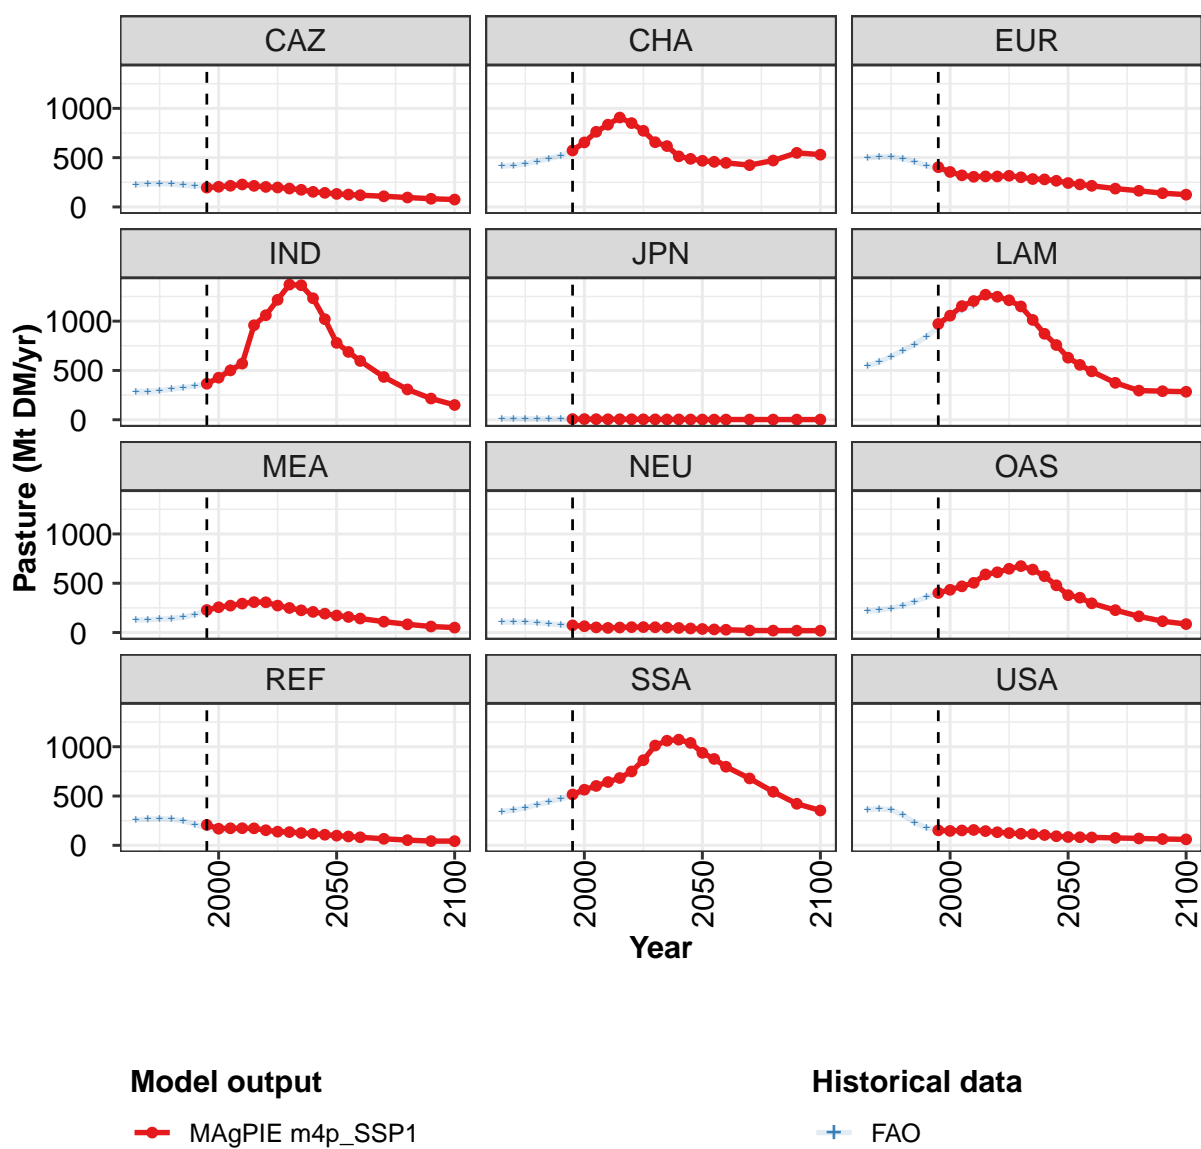 CAZ CHA EUR
1000
500
0
IND JPN LAM
1000
500
0
Pasture (Mt DM/yr)
MEA NEU OAS
1000
500
0
REF SSA USA
1000
500
0
2000 2050 2100 2000 2050 2100 2000 2050 2100
Year
Model output Historical data
MAgPIE m4p_SSP1 FAO